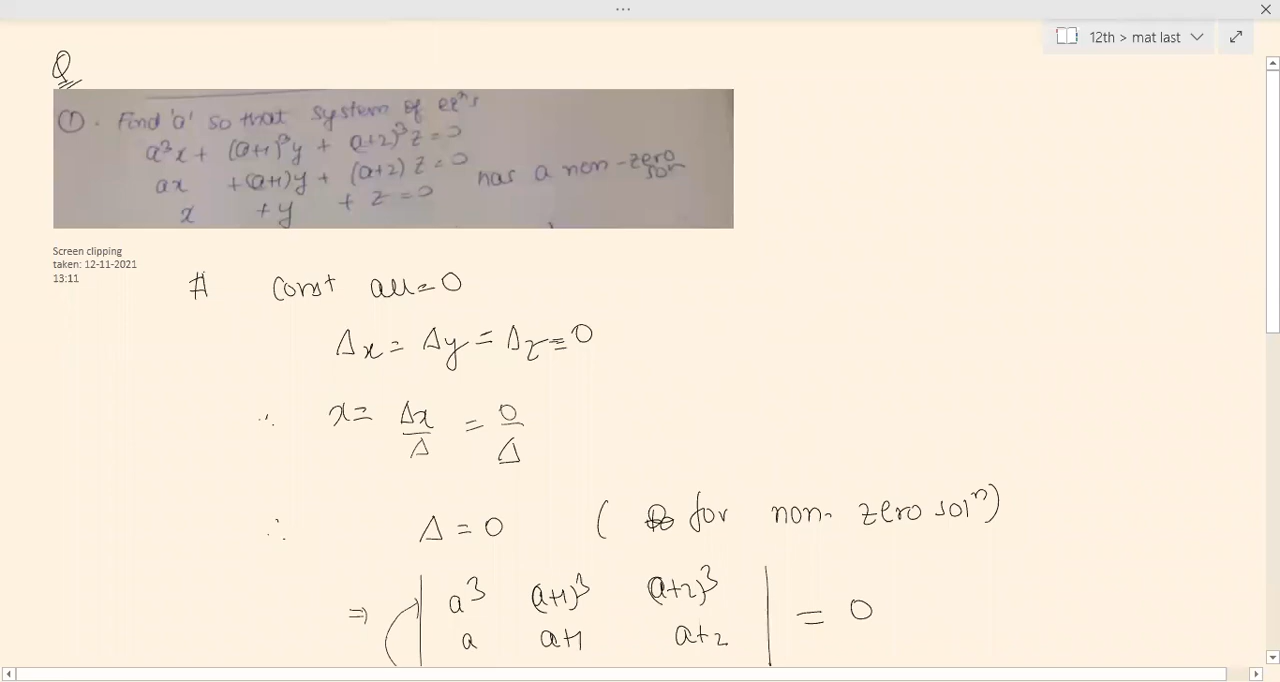 ...
12th > mat last
Q
① . Find 'a' so that system of eqⁿs
a³x + (a+1)³y + (a+2)³z = 0
ax + (a+1)y + (a+2) z = 0 has a non-zero solⁿ
x + y + z = 0
Screen clipping
taken: 12-11-2021
13:11
# Const all = 0
Δx = Δy = Δz = 0
∴ x = Δx/Δ = 0/Δ
∴ Δ = 0 ( for non-zero solⁿ)
⇒ | a³ (a+1)³ (a+2)³ | = 0
a a+1 a+2